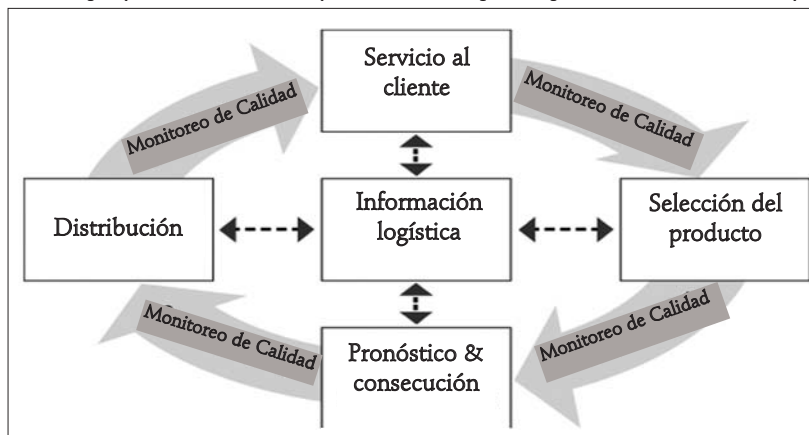 Servicio al
cliente
Monitoreo de Calidad
Monitoreo de Calidad
Distribución
Información
logística
Selección del
producto
Monitoreo de Calidad
Monitoreo de Calidad
Pronóstico &
consecución